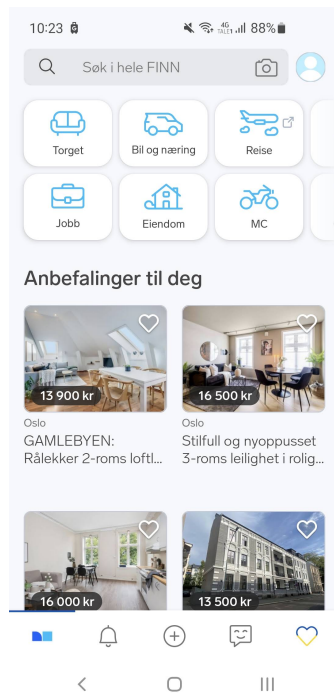 10:23
4G
TALE1
88%
Søk i hele FINN
Torget
Bil og næring
Reise
Jobb
Eiendom
MC
Anbefalinger til deg
13 900 kr
Oslo
GAMLEBYEN:
Rålekker 2-roms loftl...
16 500 kr
Oslo
Stilfull og nyoppusset
3-roms leilighet i rolig...
16 000 kr
13 500 kr